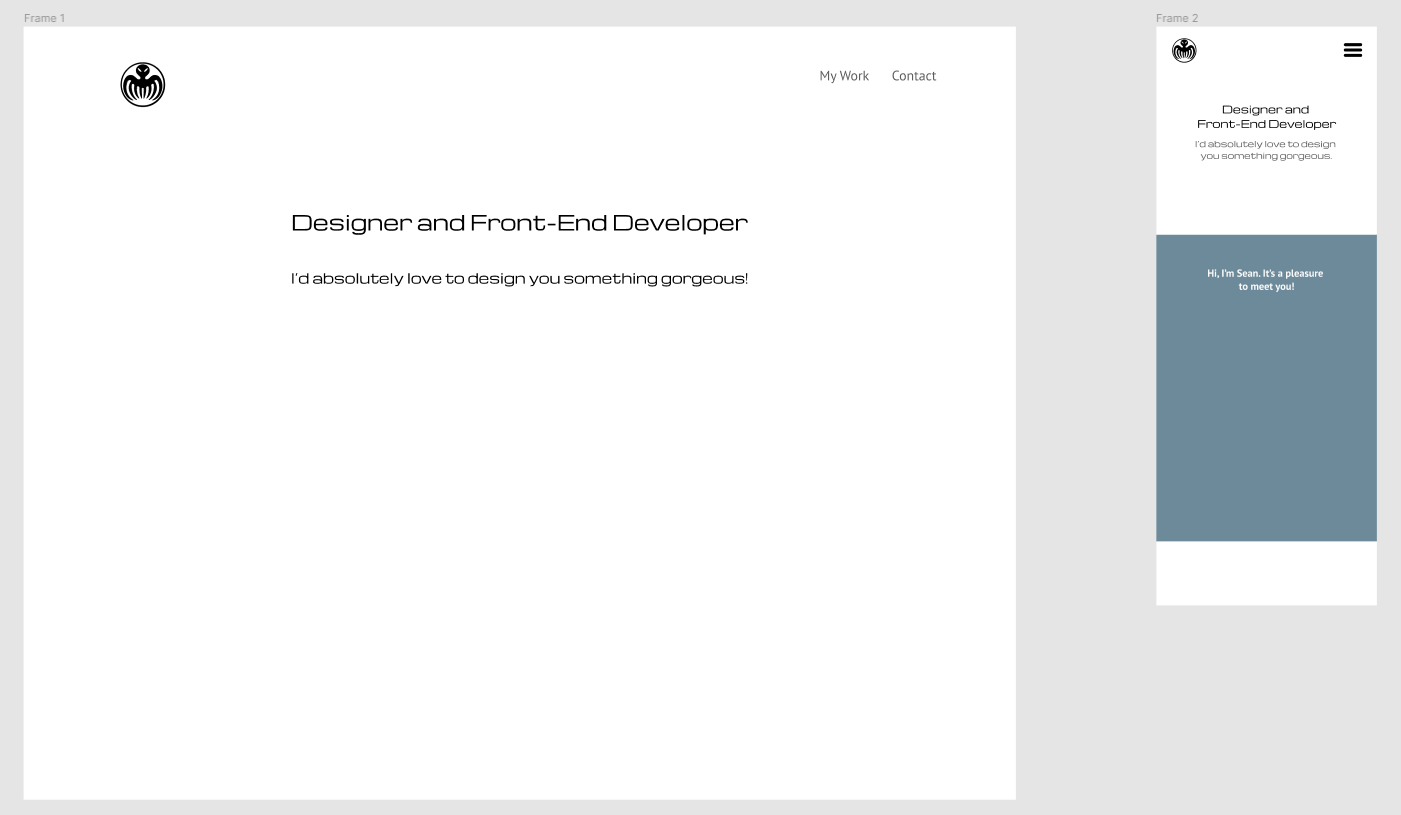 Frame 1
My Work
Contact
Designer and Front-End Developer
I'd absolutely love to design you something gorgeous!
Frame 2
Designer and
Front-End Developer
I'd absolutely love to design
you something gorgeous.
Hi, I'm Sean. It's a pleasure
to meet you!